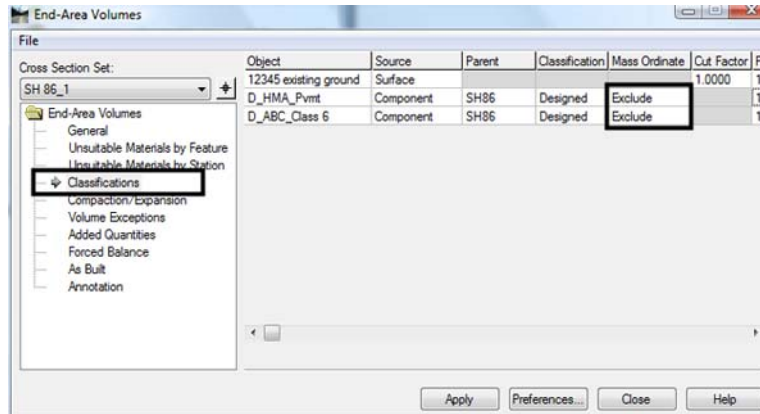 End-Area Volumes
File
Cross Section Set:
SH 86_1
End-Area Volumes
General
Unsuitable Materials by Feature
Unsuitable Materials by Station
Classifications
Compaction/Expansion
Volume Exceptions
Added Quantities
Forced Balance
As Built
Annotation
Object Source Parent Classification Mass Ordinate Cut Factor F
12345 existing ground Surface 1.0000 1
D_HMA_Pvmt Component SH86 Designed Exclude 1
D_ABC_Class 6 Component SH86 Designed Exclude 1
Apply Preferences... Close Help